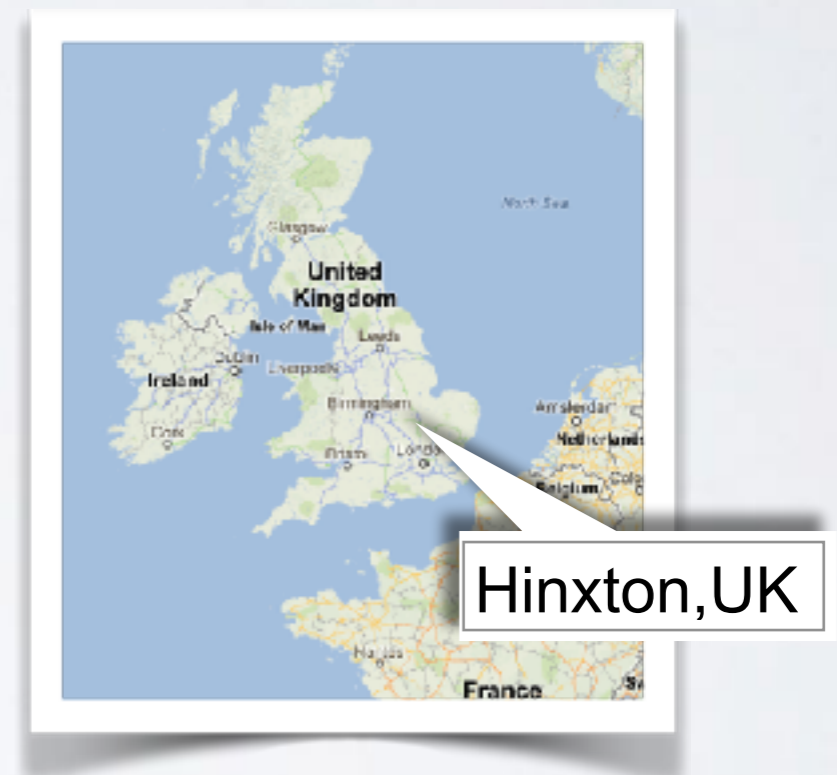 North Sea
Glasgow
United
Kingdom
Isle of Man
Leeds
Dublin
Liverpool
Ireland
Birmingham
Amsterdam
Cork
Netherlands
Bristol
London
Belgium
Hinxton,UK
Nantes
France